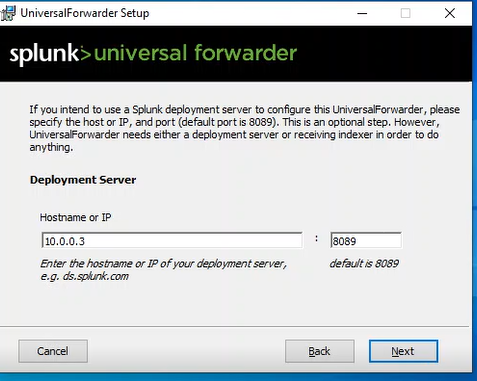 UniversalForwarder Setup
splunk>universal forwarder
If you intend to use a Splunk deployment server to configure this UniversalForwarder, please
specify the host or IP, and port (default port is 8089). This is an optional step. However,
UniversalForwarder needs either a deployment server or receiving indexer in order to do
anything.
Deployment Server
Hostname or IP
10.0.0.3 : 8089
Enter the hostname or IP of your deployment server, default is 8089
e.g. ds.splunk.com
Cancel Back Next